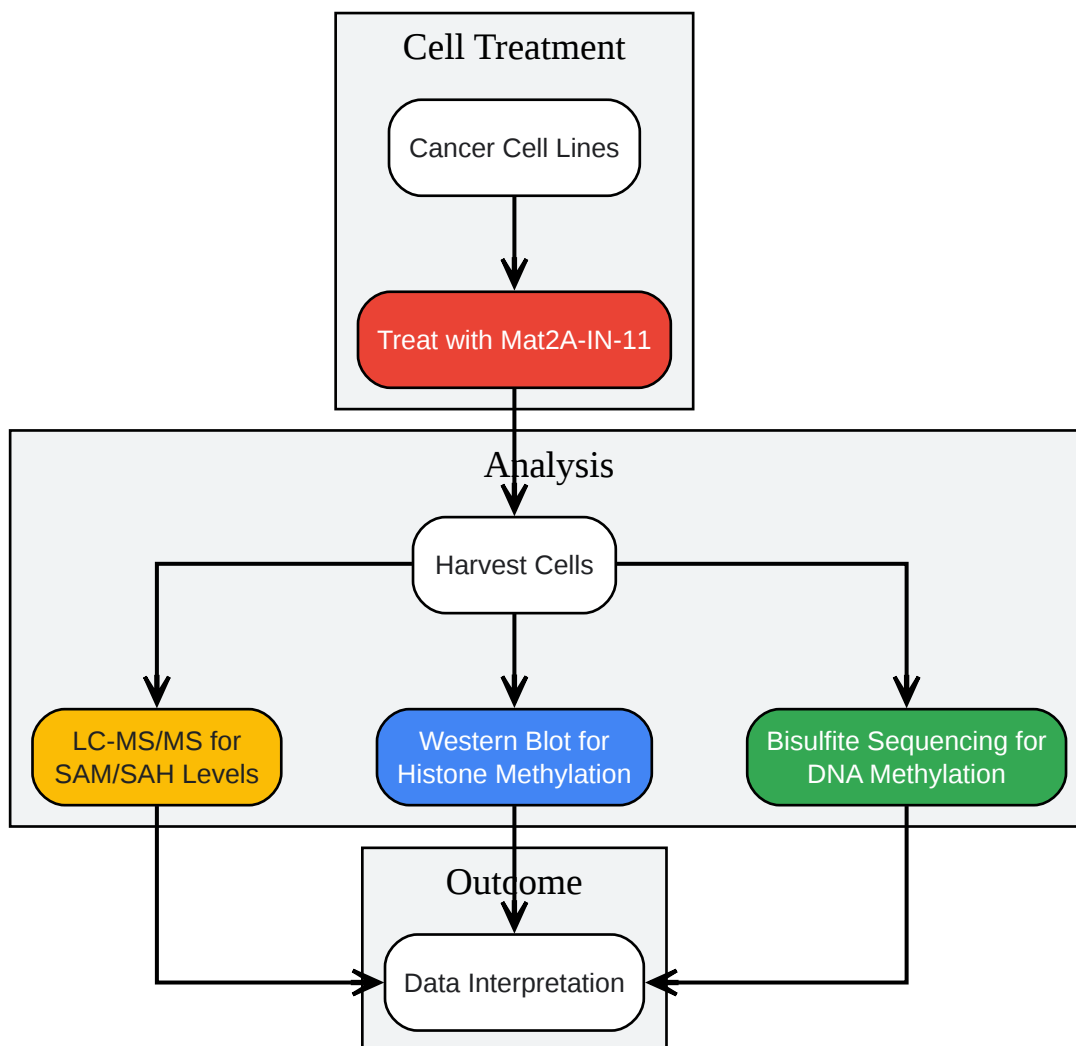 Cell Treatment
Cancer Cell Lines
Treat with Mat2A-IN-11
Analysis
Harvest Cells
LC-MS/MS for
SAM/SAH Levels
Western Blot for
Histone Methylation
Bisulfite Sequencing for
DNA Methylation
Outcome
Data Interpretation